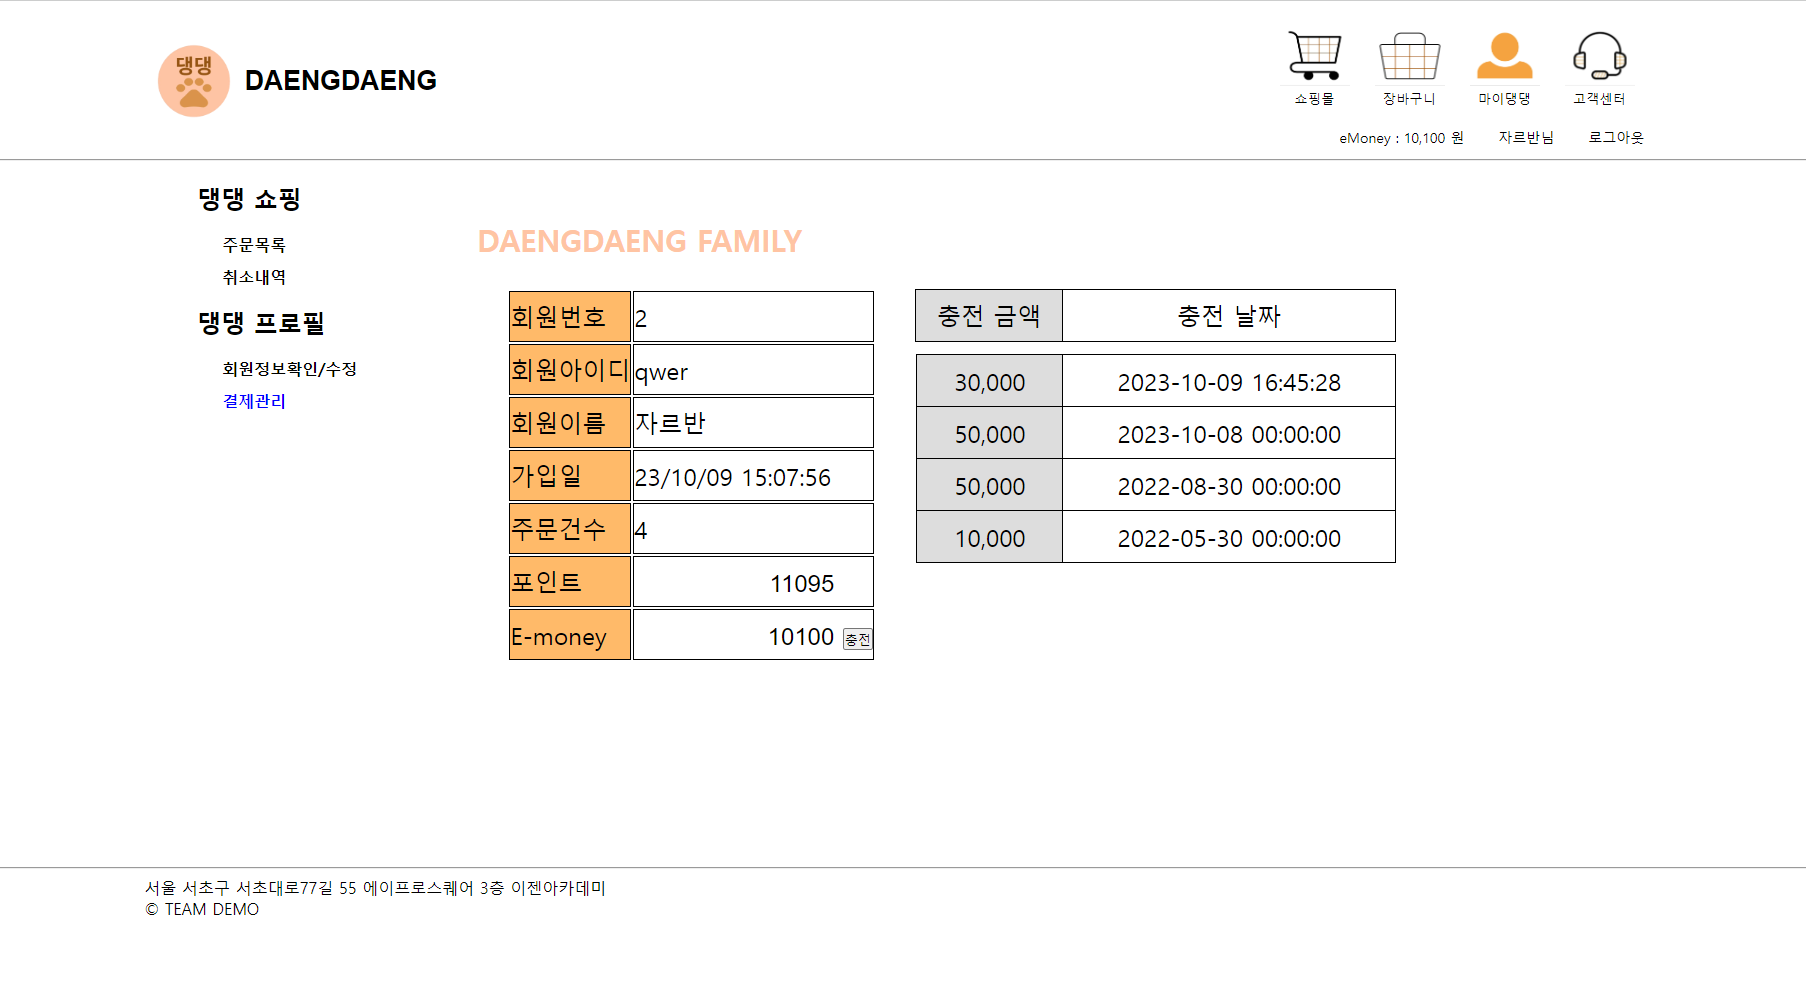 댕댕
DAENGDAENG
쇼핑몰 장바구니 마이댕댕 고객센터
eMoney : 10,100 원 자르반님 로그아웃
댕댕 쇼핑
주문목록
취소내역
댕댕 프로필
회원정보확인/수정
결제관리
DAENGDAENG FAMILY
회원번호 2
회원아이디 qwer
회원이름 자르반
가입일 23/10/09 15:07:56
주문건수 4
포인트 11095
E-money 10100 충전
충전 금액 충전 날짜
30,000 2023-10-09 16:45:28
50,000 2023-10-08 00:00:00
50,000 2022-08-30 00:00:00
10,000 2022-05-30 00:00:00
서울 서초구 서초대로77길 55 에이프로스퀘어 3층 이젠아카데미
© TEAM DEMO